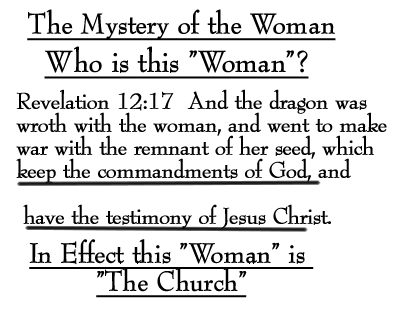 The Mystery of the Woman
Who is this "Woman"?
Revelation 12:17 And the dragon was
wroth with the woman, and went to make
war with the remnant of her seed, which
keep the commandments of God, and
have the testimony of Jesus Christ.
In Effect this "Woman" is
"The Church"